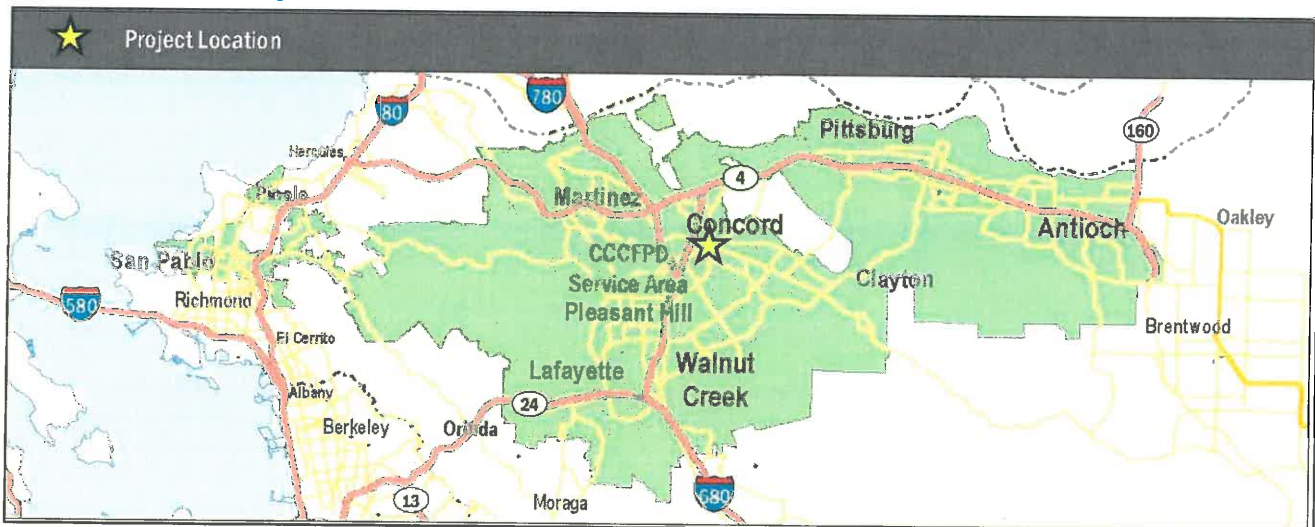 Project Location
780
80
160
Pittsburg
Hercules
4
Martinez
Pinole
Concord
Oakley
Antioch
San Pablo
CCCFPD
Service Area
Clayton
Richmond
580
Pleasant Hill
Brentwood
El Cerrito
Walnut
Creek
Lafayette
Albany
24
Berkeley
Orinda
680
13
Moraga